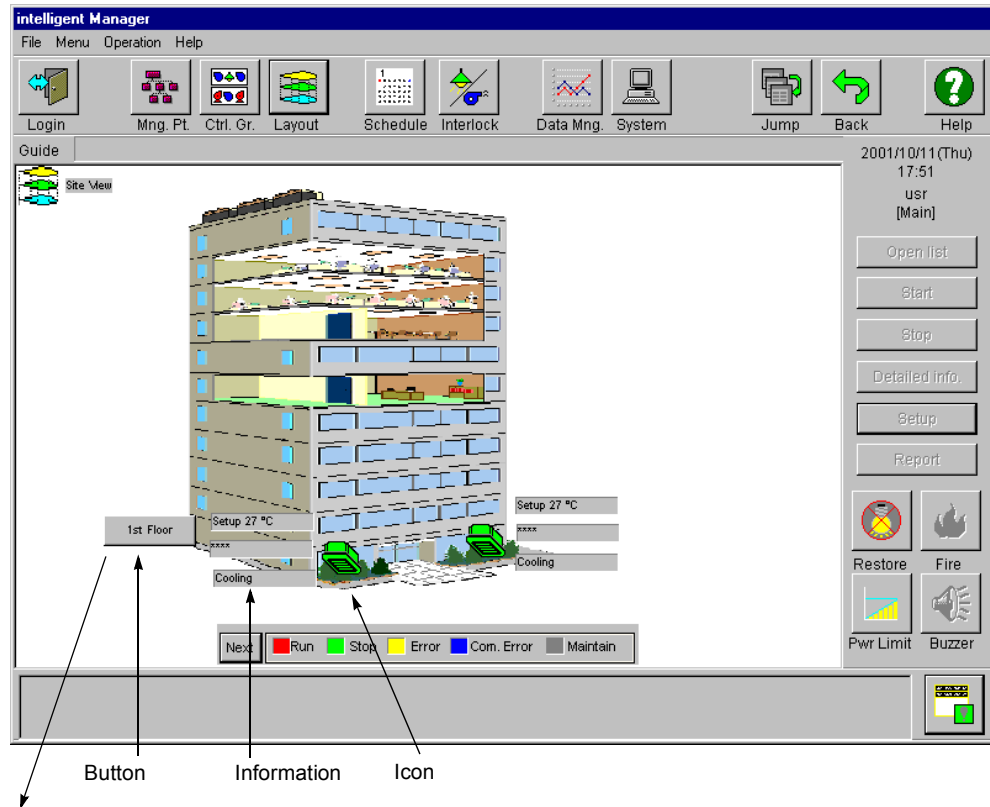 intelligent Manager
File Menu Operation Help
Login Mng. Pt. Ctrl. Gr. Layout Schedule Interlock Data Mng. System Jump Back Help
Guide
2001/10/11(Thu)
17:51
usr
[Main]
Site View
Open list
Start
Stop
Detailed info.
Setup
Report
1st Floor
Setup 27 °C
xxxx
Cooling
Setup 27 °C
xxxx
Cooling
Restore Fire
Pwr Limit Buzzer
Next Run Stop Error Com. Error Maintain
Button Information Icon